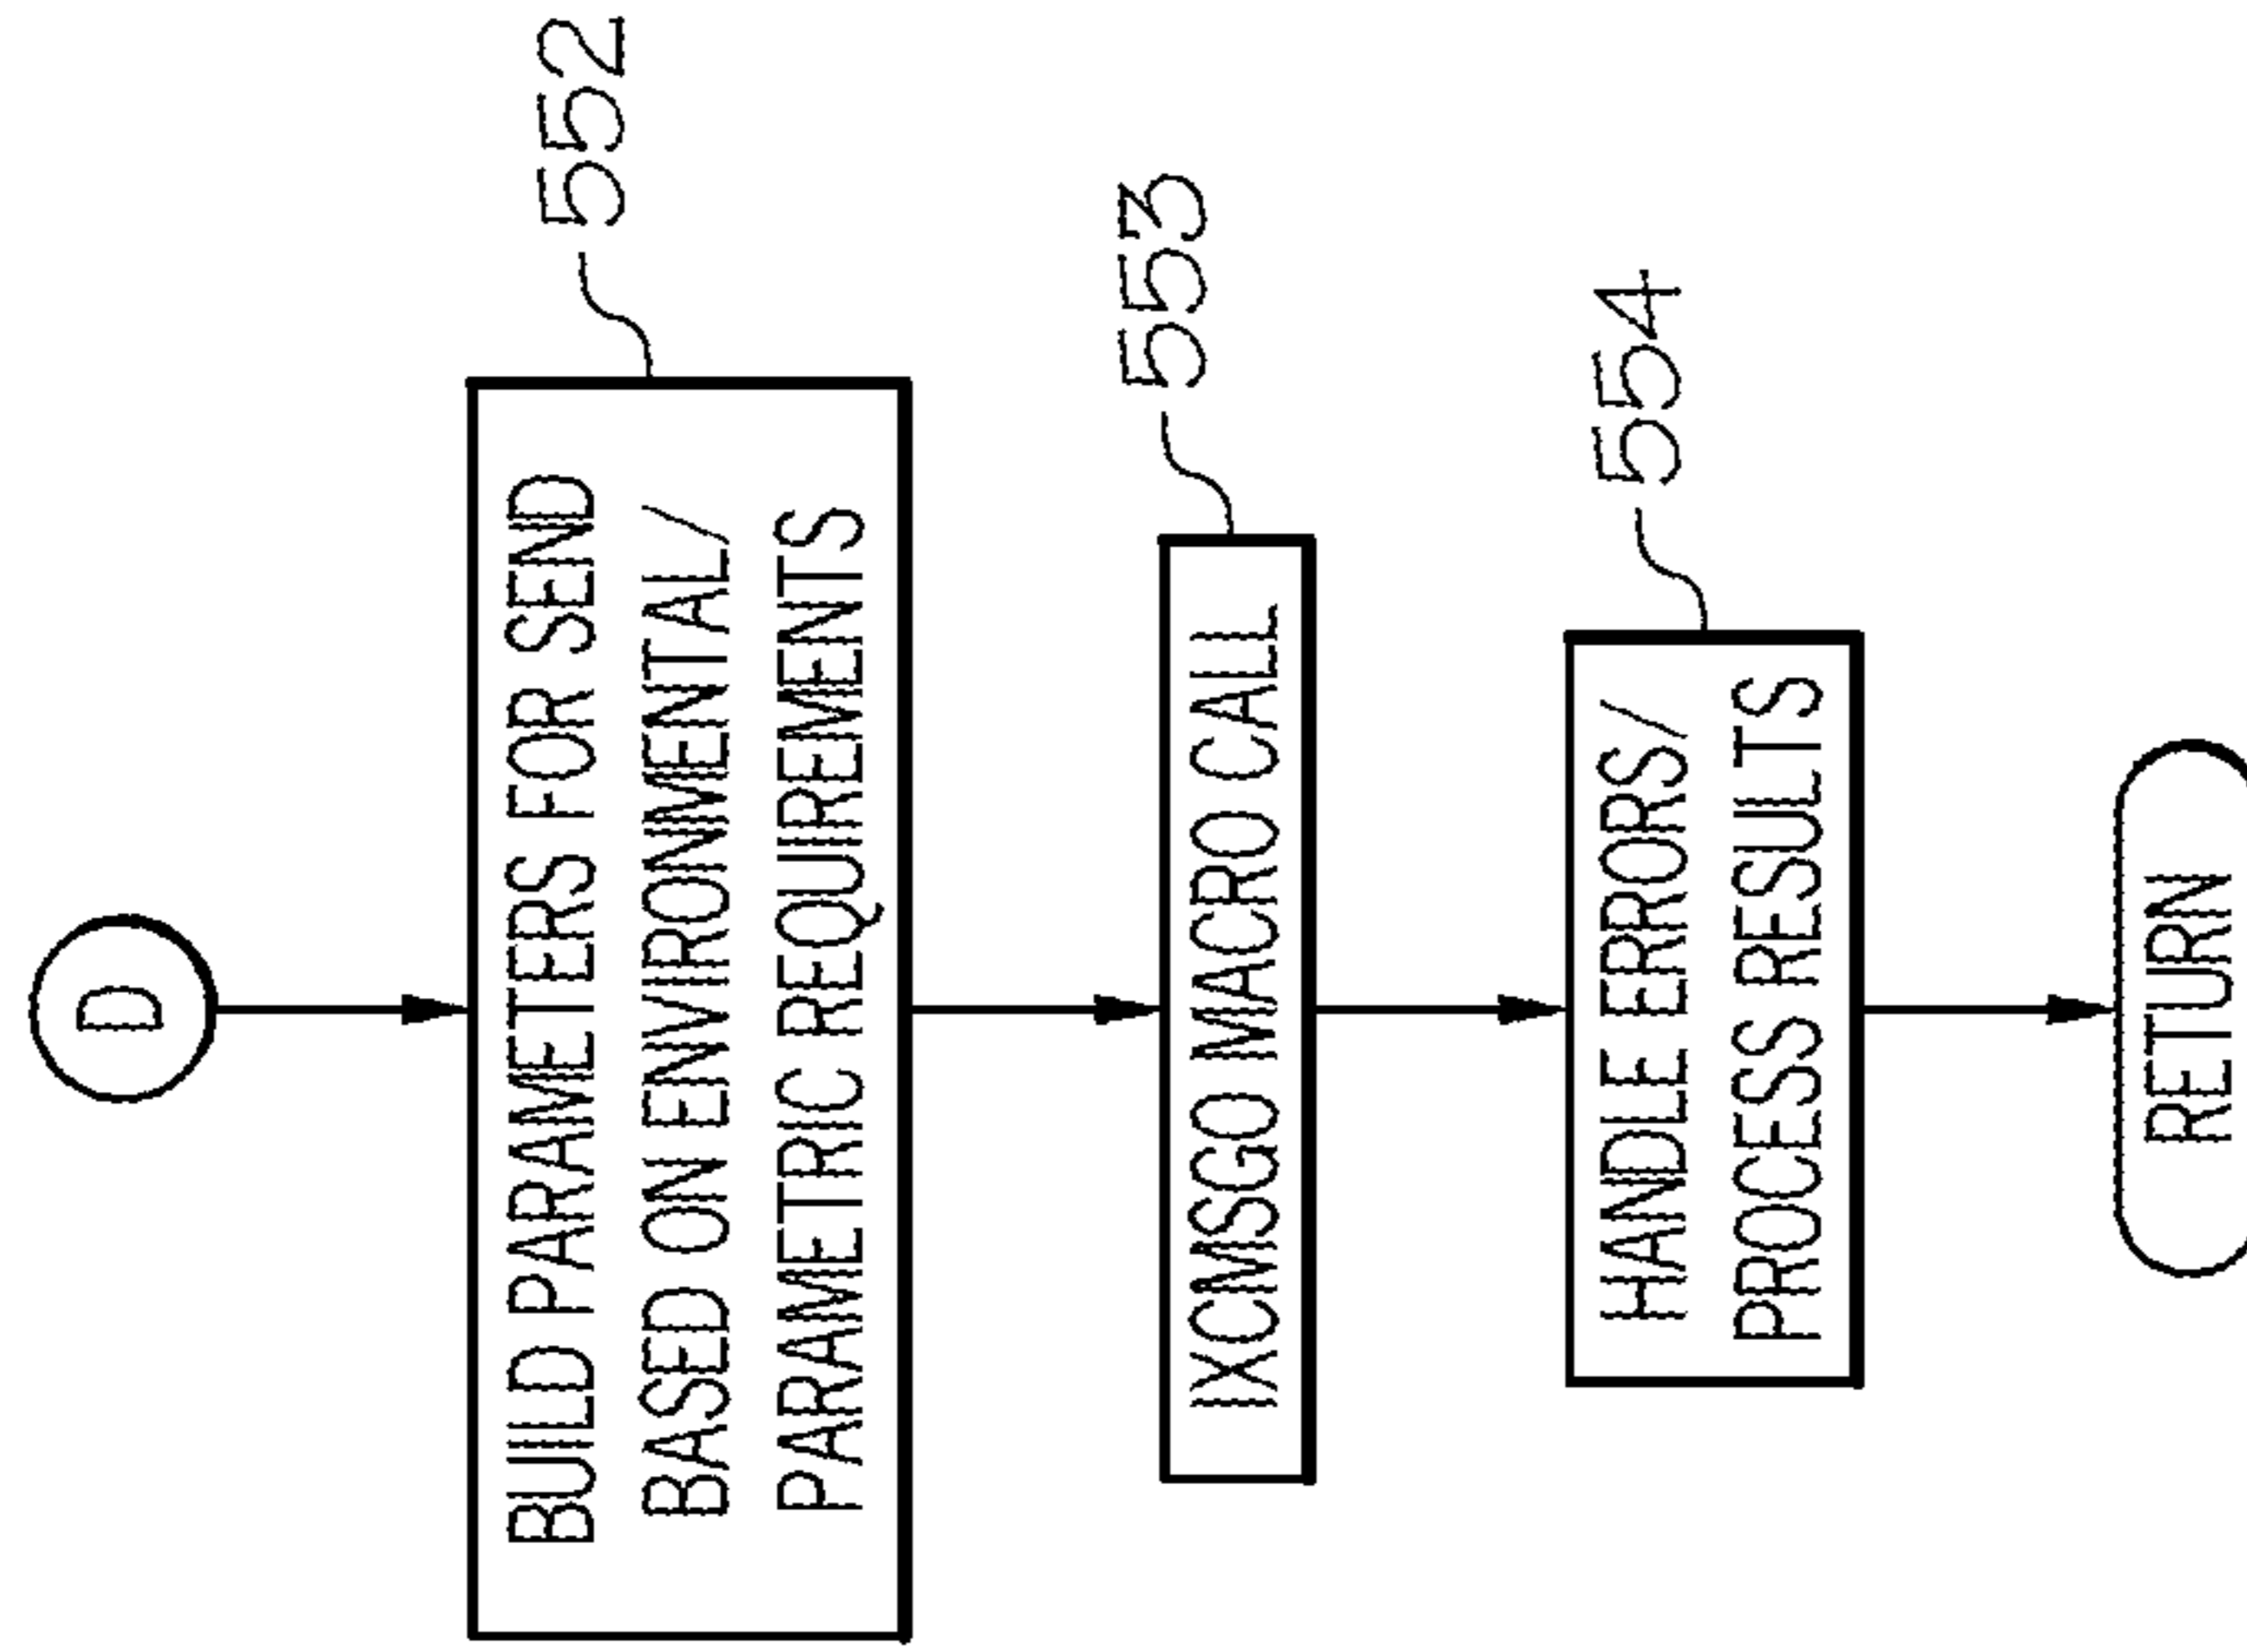 D
552
BUILD PARAMETERS FOR SEND
BASED ON ENVIRONMENTAL/
PARAMETRIC REQUIREMENTS
553
IXCMSGO MACRO CALL
554
HANDLE ERRORS/
PROCESS RESULTS
RETURN